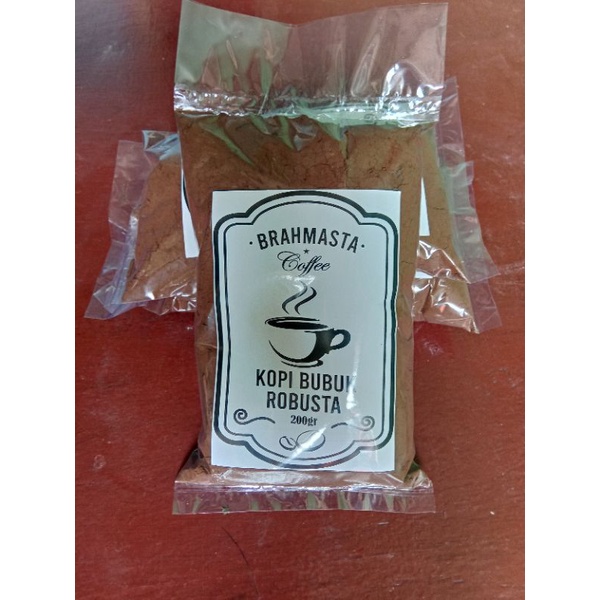 BRAHMASTA
Coffee
KOPI BUBUK
ROBUSTA
200gr